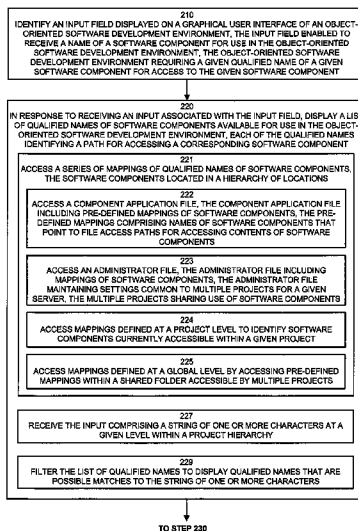 210
IDENTIFY AN INPUT FIELD DISPLAYED ON A GRAPHICAL USER INTERFACE OF AN OBJECT-
ORIENTED SOFTWARE DEVELOPMENT ENVIRONMENT, THE INPUT FIELD ENABLED TO
RECEIVE A NAME OF A SOFTWARE COMPONENT FOR USE IN THE OBJECT-ORIENTED
SOFTWARE DEVELOPMENT ENVIRONMENT, THE OBJECT-ORIENTED SOFTWARE
DEVELOPMENT ENVIRONMENT REQUIRING A GIVEN QUALIFIED NAME OF A GIVEN
SOFTWARE COMPONENT FOR ACCESS TO THE GIVEN SOFTWARE COMPONENT
220
IN RESPONSE TO RECEIVING AN INPUT ASSOCIATED WITH THE INPUT FIELD, DISPLAY A LIST
OF QUALIFIED NAMES OF SOFTWARE COMPONENTS AVAILABLE FOR USE IN THE OBJECT-
ORIENTED SOFTWARE DEVELOPMENT ENVIRONMENT, EACH OF THE QUALIFIED NAMES
IDENTIFYING A PATH FOR ACCESSING A CORRESPONDING SOFTWARE COMPONENT
221
ACCESS A SERIES OF MAPPINGS OF QUALIFIED NAMES OF SOFTWARE COMPONENTS,
THE SOFTWARE COMPONENTS LOCATED IN A HIERARCHY OF LOCATIONS
222
ACCESS A COMPONENT APPLICATION FILE, THE COMPONENT APPLICATION FILE
INCLUDING PRE-DEFINED MAPPINGS OF SOFTWARE COMPONENTS, THE PRE-
DEFINED MAPPINGS COMPRISING NAMES OF SOFTWARE COMPONENTS THAT
POINT TO FILE ACCESS PATHS FOR ACCESSING CONTENTS OF SOFTWARE
COMPONENTS
223
ACCESS AN ADMINISTRATOR FILE, THE ADMINISTRATOR FILE INCLUDING
MAPPINGS OF SOFTWARE COMPONENTS, THE ADMINISTRATOR FILE
MAINTAINING SETTINGS COMMON TO MULTIPLE PROJECTS FOR A GIVEN
SERVER, THE MULTIPLE PROJECTS SHARING USE OF SOFTWARE COMPONENTS
224
ACCESS MAPPINGS DEFINED AT A PROJECT LEVEL TO IDENTIFY SOFTWARE
COMPONENTS CURRENTLY ACCESSIBLE WITHIN A GIVEN PROJECT
225
ACCESS MAPPINGS DEFINED AT A GLOBAL LEVEL BY ACCESSING PRE-DEFINED
MAPPINGS WITHIN A SHARED FOLDER ACCESSIBLE BY MULTIPLE PROJECTS
227
RECEIVE THE INPUT COMPRISING A STRING OF ONE OR MORE CHARACTERS AT A
GIVEN LEVEL WITHIN A PROJECT HIERARCHY
229
FILTER THE LIST OF QUALIFIED NAMES TO DISPLAY QUALIFIED NAMES THAT ARE
POSSIBLE MATCHES TO THE STRING OF ONE OR MORE CHARACTERS
TO STEP 230